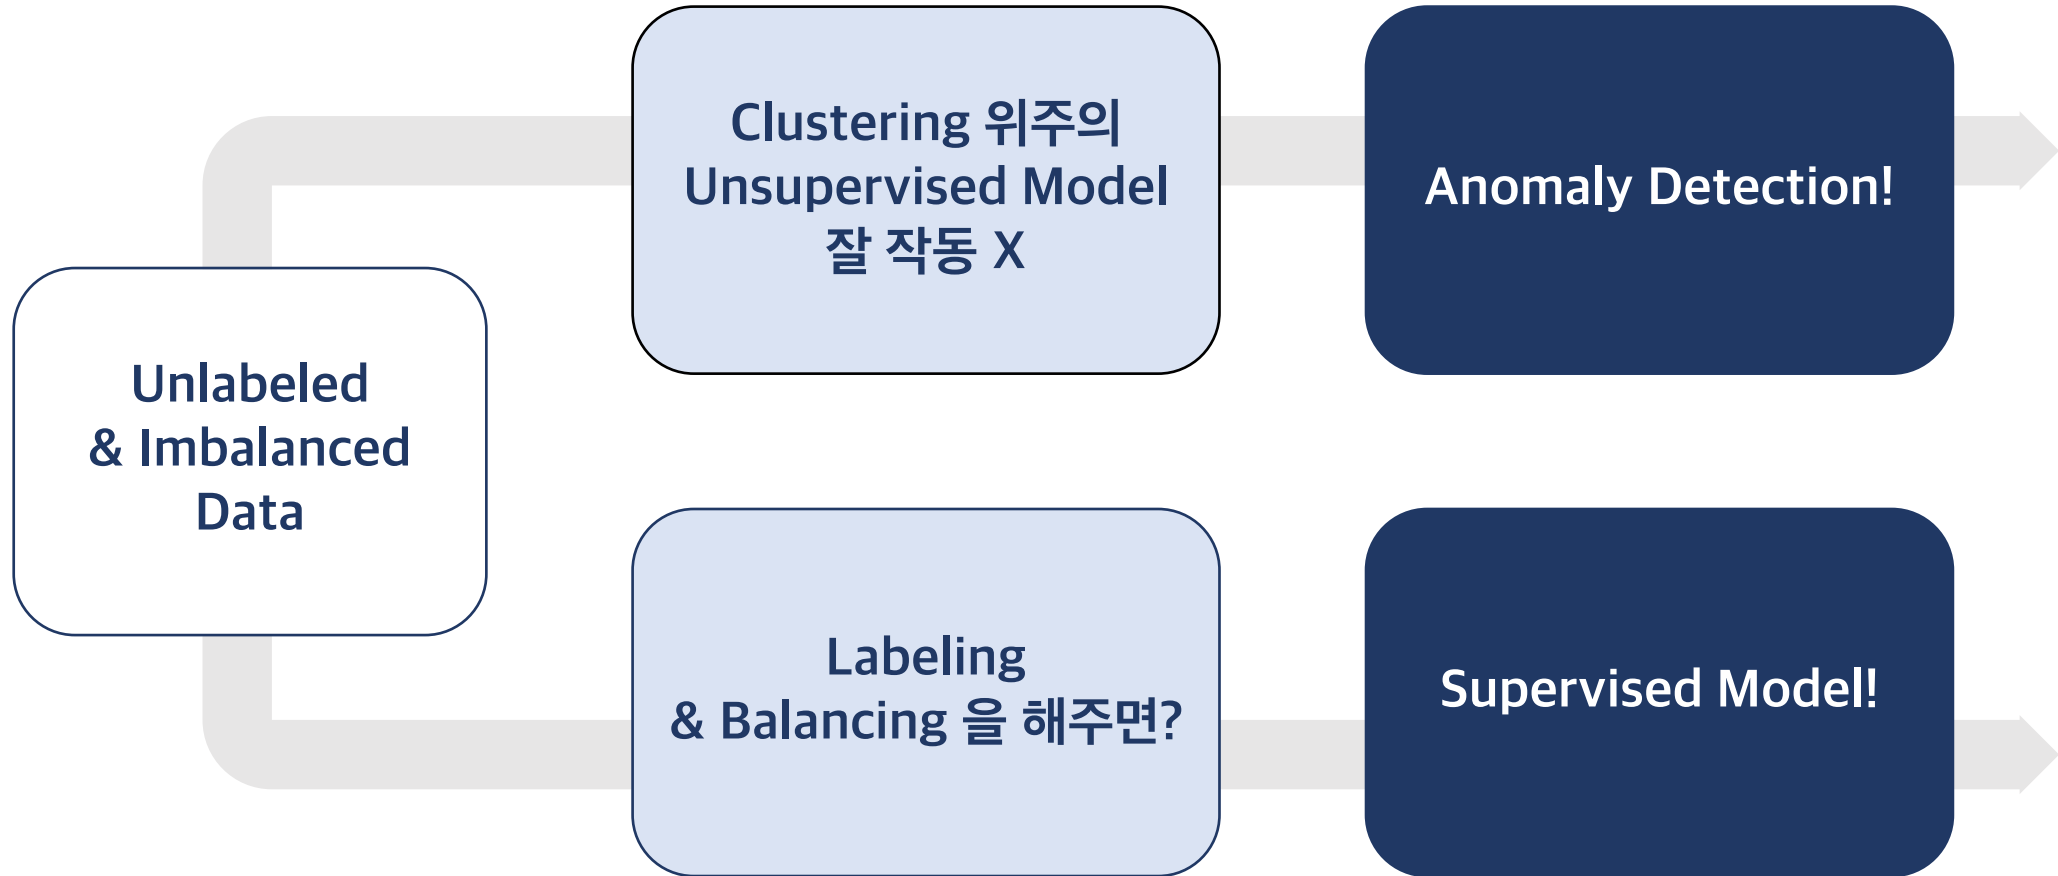 Unlabeled
& Imbalanced
Data
Clustering 위주의
Unsupervised Model
잘 작동 X
Anomaly Detection!
Labeling
& Balancing 을 해주면?
Supervised Model!